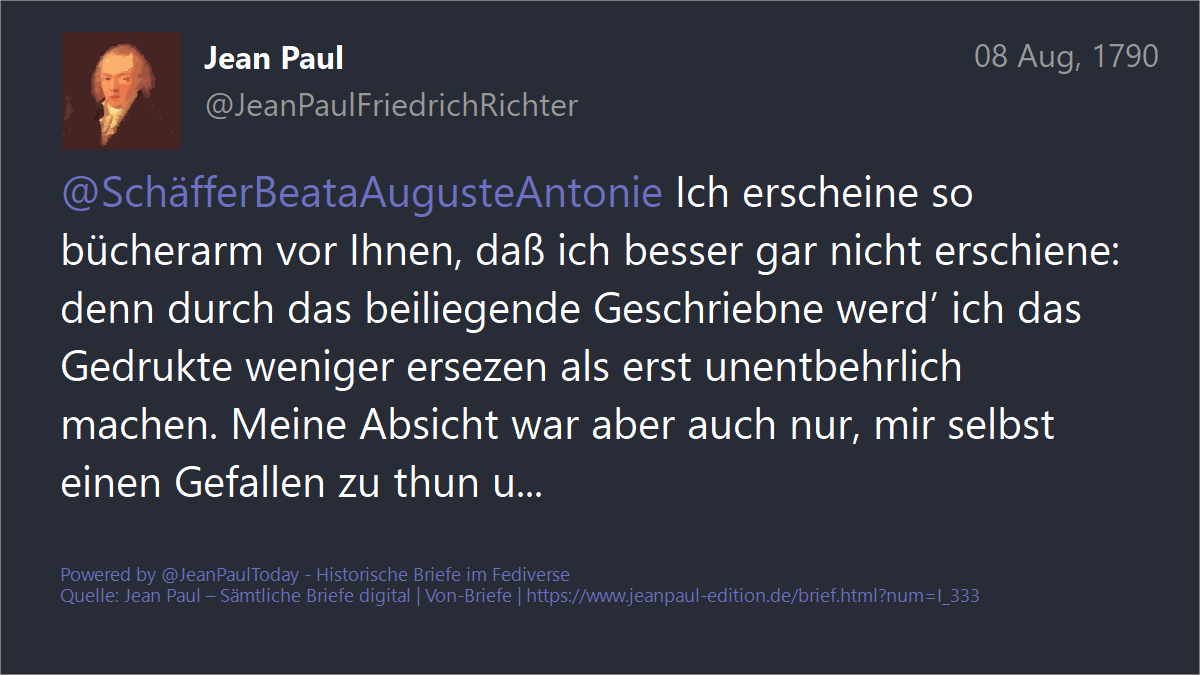 Jean Paul
08 Aug, 1790
@JeanPaulFriedrichRichter
@SchäfferBeataAugusteAntonie Ich erscheine so
bücherarm vor Ihnen, daß ich besser gar nicht erschiene:
denn durch das beiliegende Geschriebne werd’ ich das
Gedrukte weniger ersezen als erst unentbehrlich
machen. Meine Absicht war aber auch nur, mir selbst
einen Gefallen zu thun u...
Powered by @JeanPaulToday - Historische Briefe im Fediverse
Quelle: Jean Paul – Sämtliche Briefe digital | Von-Briefe | https://www.jeanpaul-edition.de/brief.html?num=I_333